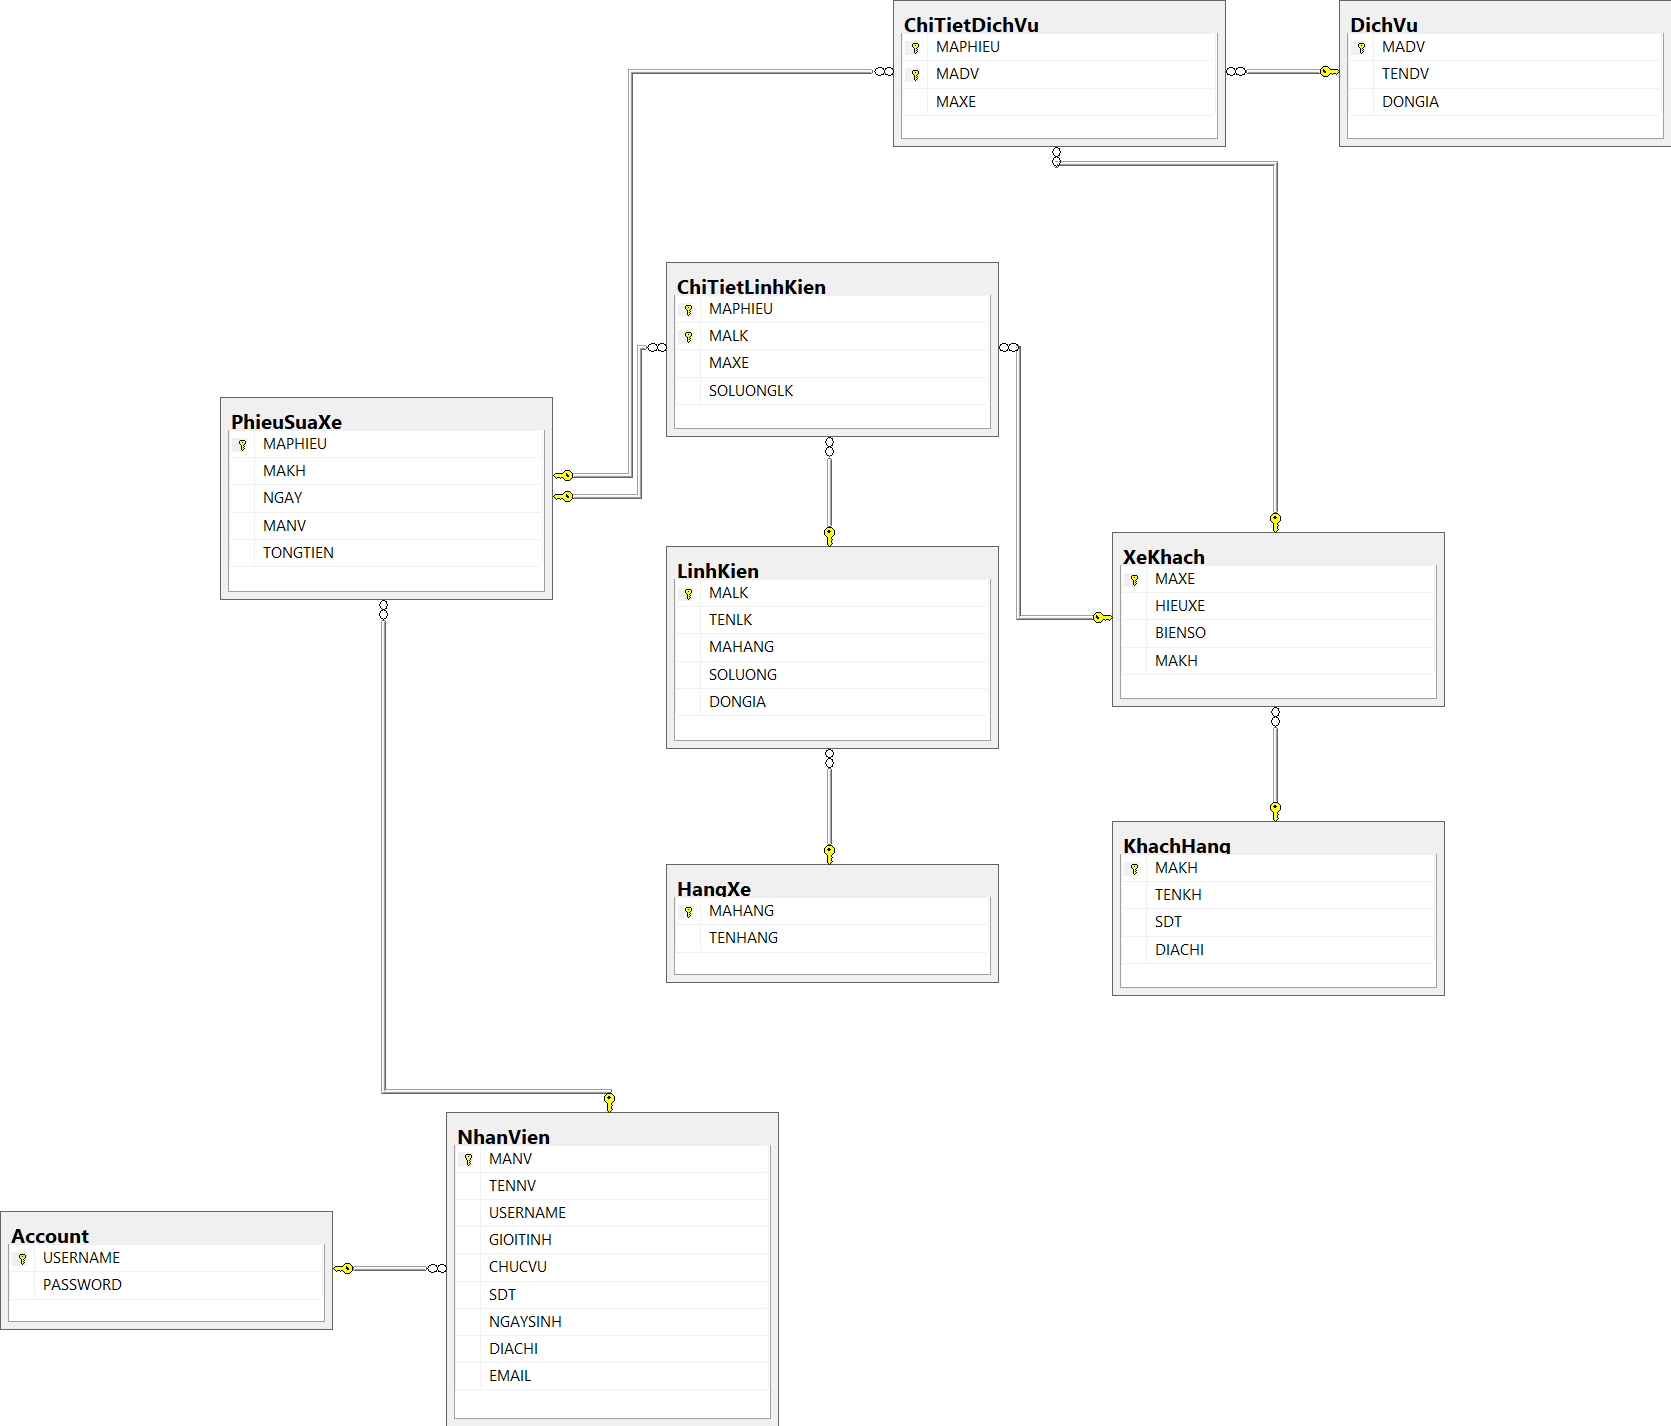 ChiTietDichVu
MAPHIEU
MADV
MAXE
DichVu
MADV
TENDV
DONGIA
ChiTietLinhKien
MAPHIEU
MALK
MAXE
SOLUONGLK
PhieuSuaXe
MAPHIEU
MAKH
NGAY
MANV
TONGTIEN
LinhKien
MALK
TENLK
MAHANG
SOLUONG
DONGIA
XeKhach
MAXE
HIEUXE
BIENSO
MAKH
KhachHang
MAKH
TENKH
SDT
DIACHI
HangXe
MAHANG
TENHANG
NhanVien
MANV
TENNV
USERNAME
GIOITINH
CHUCVU
SDT
NGAYSINH
DIACHI
EMAIL
Account
USERNAME
PASSWORD